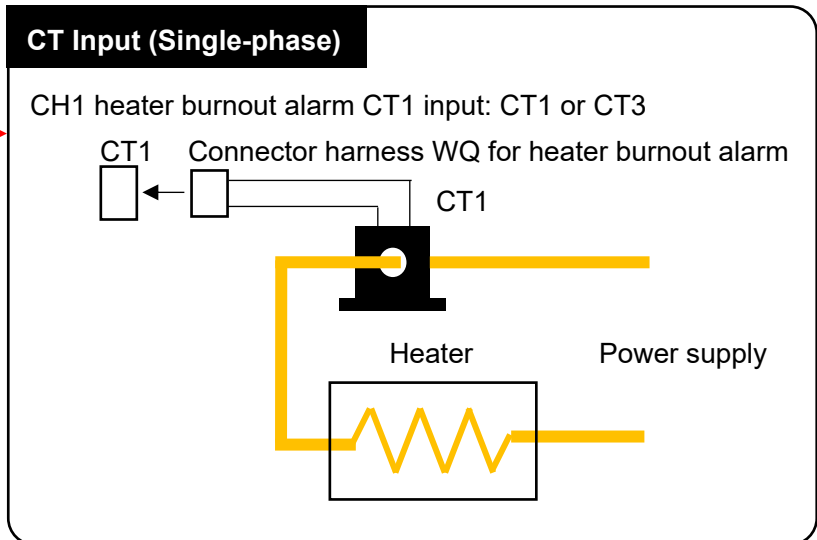 CT Input (Single-phase)
CH1 heater burnout alarm CT1 input: CT1 or CT3
CT1 Connector harness WQ for heater burnout alarm
CT1
Heater Power supply